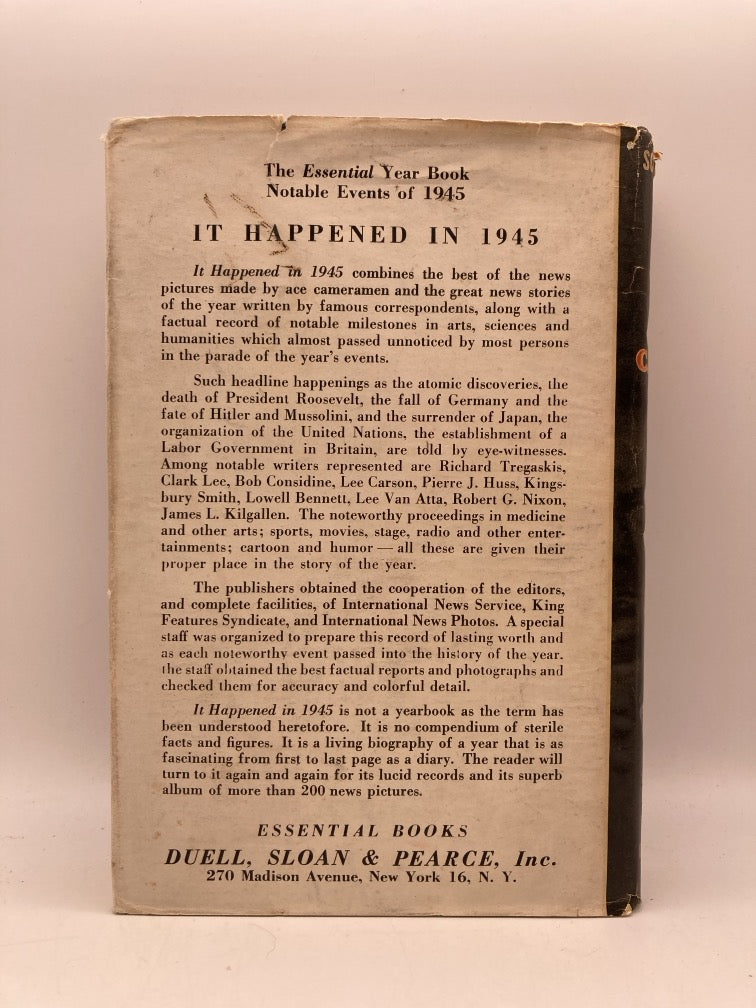 The Essential Year Book
Notable Events of 1945
IT HAPPENED IN 1945
It Happened in 1945 combines the best of the news
pictures made by ace cameramen and the great news stories
of the year written by famous correspondents, along with a
factual record of notable milestones in arts, sciences and
humanities which almost passed unnoticed by most persons
in the parade of the year's events.
Such headline happenings as the atomic discoveries, the
death of President Roosevelt, the fall of Germany and the
fate of Hitler and Mussolini, and the surrender of Japan, the
organization of the United Nations, the establishment of a
Labor Government in Britain, are told by eye-witnesses.
Among notable writers represented are Richard Tregaskis,
Clark Lee, Bob Considine, Lee Carson, Pierre J. Huss, Kings-
bury Smith, Lowell Bennett, Lee Van Atta, Robert G. Nixon,
James L. Kilgallen. The noteworthy proceedings in medicine
and other arts; sports, movies, stage, radio and other enter-
tainments; cartoon and humor — all these are given their
proper place in the story of the year.
The publishers obtained the cooperation of the editors,
and complete facilities, of International News Service, King
Features Syndicate, and International News Photos. A special
staff was organized to prepare this record of lasting worth and
as each noteworthy event passed into the history of the year.
the staff obtained the best factual reports and photographs and
checked them for accuracy and colorful detail.
It Happened in 1945 is not a yearbook as the term has
been understood heretofore. It is no compendium of sterile
facts and figures. It is a living biography of a year that is as
fascinating from first to last page as a diary. The reader will
turn to it again and again for its lucid records and its superb
album of more than 200 news pictures.
ESSENTIAL BOOKS
DUELL, SLOAN & PEARCE, Inc.
270 Madison Avenue, New York 16, N. Y.